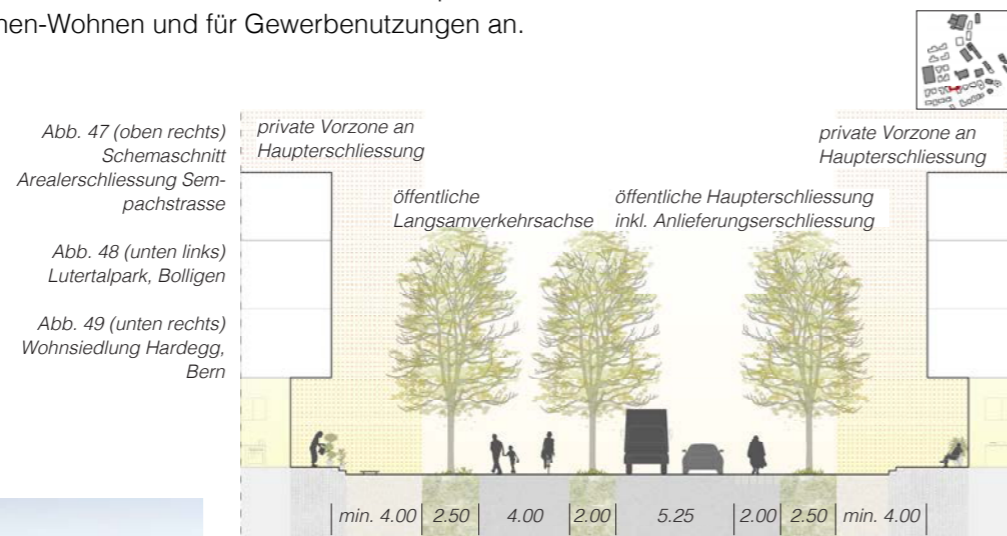 nen-Wohnen und für Gewerbenutzungen an.
Abb. 47 (oben rechts)
Schemaschnitt
Arealerschliessung Sem-
pachstrasse
Abb. 48 (unten links)
Lutertalpark, Bolligen
Abb. 49 (unten rechts)
Wohnsiedlung Hardegg,
Bern
private Vorzone an
Haupterschliessung
öffentliche
Langsamverkehrsachse
öffentliche Haupterschliessung
inkl. Anlieferungserschliessung
private Vorzone an
Haupterschliessung
min. 4.00 2.50 4.00 2.00 5.25 2.00 2.50 min. 4.00